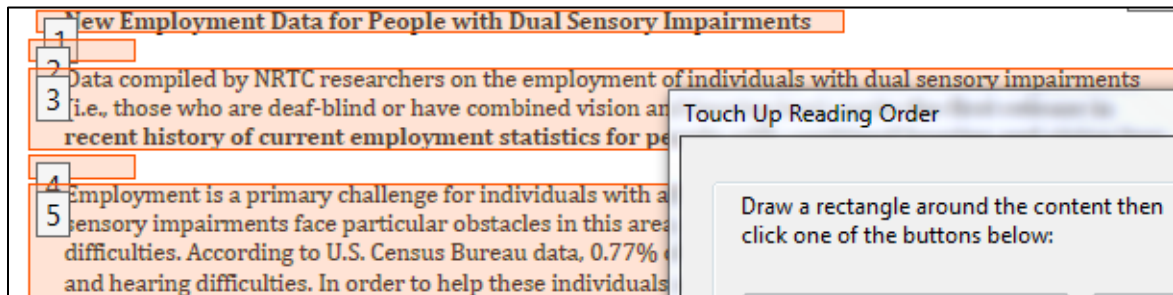 New Employment Data for People with Dual Sensory Impairments
1
2
Data compiled by NRTC researchers on the employment of individuals with dual sensory impairments
3
(i.e., those who are deaf-blind or have combined vision an
recent history of current employment statistics for pe
4
Employment is a primary challenge for individuals with a
5
sensory impairments face particular obstacles in this area
difficulties. According to U.S. Census Bureau data, 0.77%
and hearing difficulties. In order to help these individuals
Touch Up Reading Order
Draw a rectangle around the content then
click one of the buttons below: